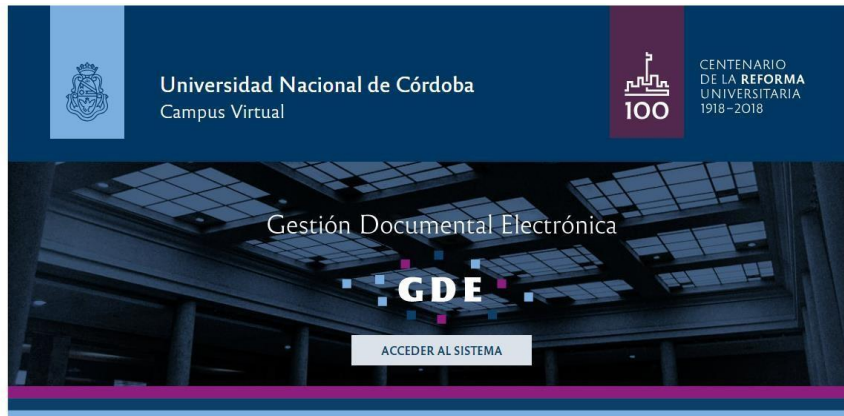 Universidad Nacional de Córdoba
Campus Virtual
100
CENTENARIO
DE LA REFORMA
UNIVERSITARIA
1918-2018
Gestión Documental Electrónica
GDE
ACCEDER AL SISTEMA